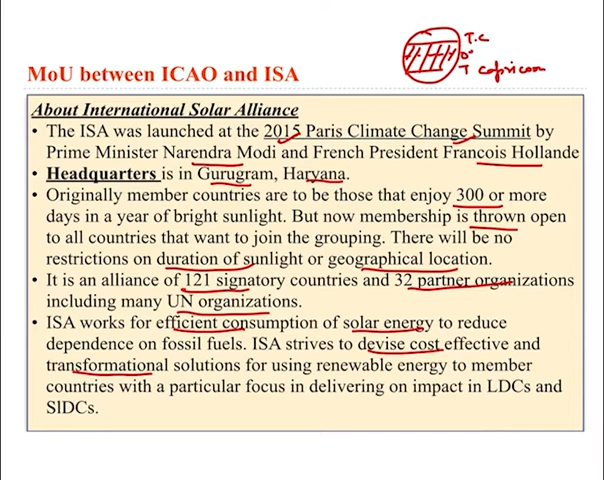 T.C
0°
T Capricorn
MoU between ICAO and ISA
About International Solar Alliance
• The ISA was launched at the 2015 Paris Climate Change Summit by
Prime Minister Narendra Modi and French President Francois Hollande
• Headquarters is in Gurugram, Haryana.
• Originally member countries are to be those that enjoy 300 or more
days in a year of bright sunlight. But now membership is thrown open
to all countries that want to join the grouping. There will be no
restrictions on duration of sunlight or geographical location.
• It is an alliance of 121 signatory countries and 32 partner organizations
including many UN organizations.
• ISA works for efficient consumption of solar energy to reduce
dependence on fossil fuels. ISA strives to devise cost effective and
transformational solutions for using renewable energy to member
countries with a particular focus in delivering on impact in LDCs and
SIDCs.